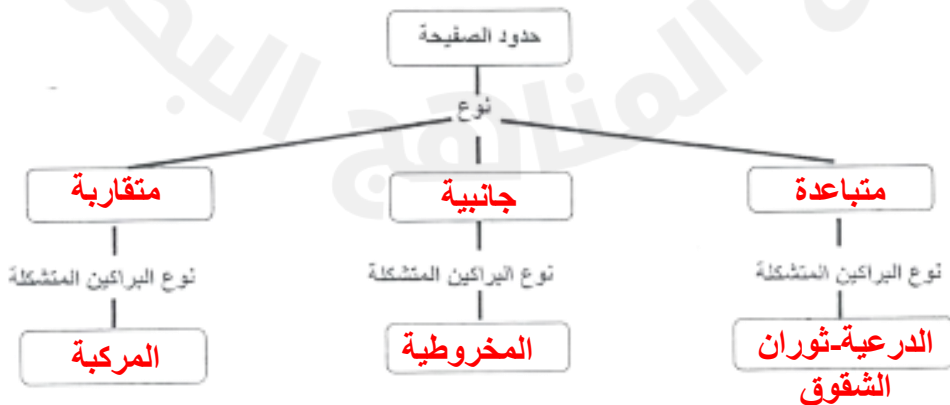 حدود الصفيحة
نوع
متباعدة
جانبية
متقاربة
نوع البراكين المتشكلة
نوع البراكين المتشكلة
نوع البراكين المتشكلة
الدرعية-ثوران
الشقوق
المخروطية
المركبة